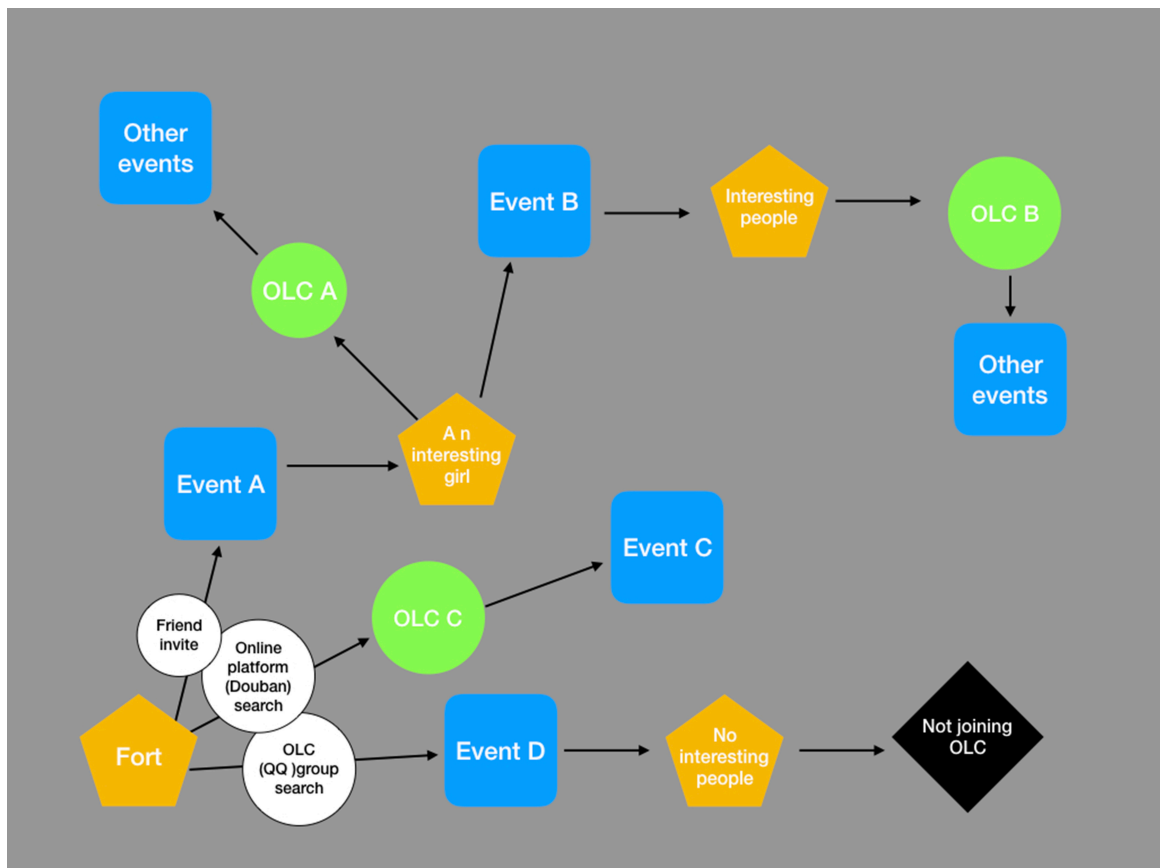 Other
events
Event B
Interesting
people
OLC B
OLC A
Other
events
A n
interesting
girl
Event A
Event C
OLC C
Friend
invite
Online
platform
(Douban)
search
Fort
OLC
(QQ )group
search
Event D
No
interesting
people
Not joining
OLC